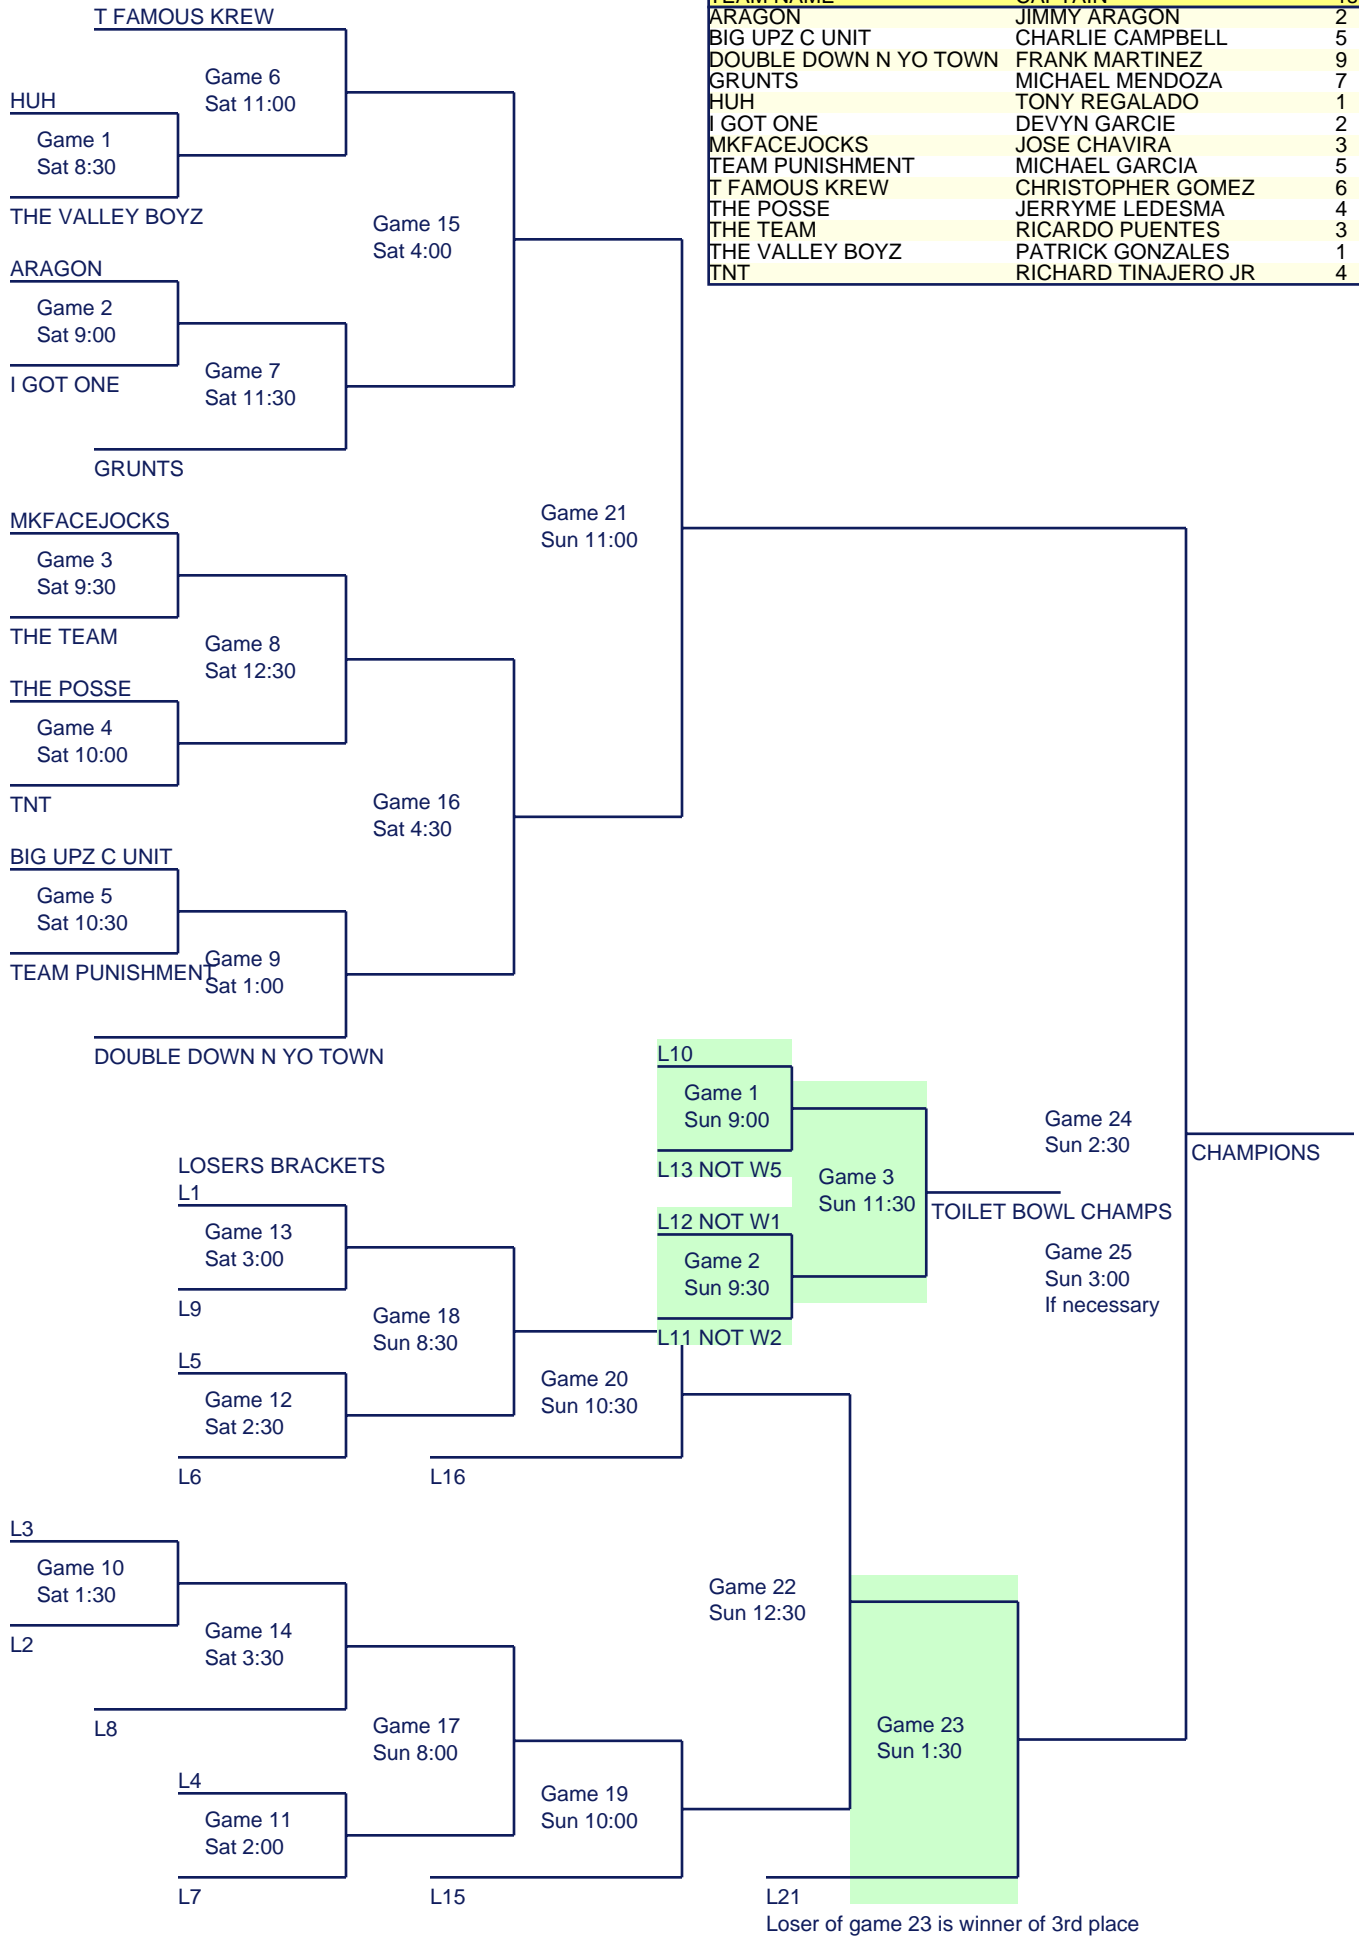 T FAMOUS KREW
Game 6
Sat 11:00
HUH
Game 1
Sat 8:30
THE VALLEY BOYZ
Game 15
Sat 4:00
ARAGON
Game 2
Sat 9:00
I GOT ONE
Game 7
Sat 11:30
GRUNTS
MKFACEJOCKS
Game 3
Sat 9:30
THE TEAM
Game 21
Sun 11:00
Game 8
Sat 12:30
THE POSSE
Game 4
Sat 10:00
TNT
Game 16
Sat 4:30
BIG UPZ C UNIT
Game 5
Sat 10:30
TEAM PUNISHMENT
Game 9
Sat 1:00
DOUBLE DOWN N YO TOWN
ARAGON JIMMY ARAGON 2
BIG UPZ C UNIT CHARLIE CAMPBELL 5
DOUBLE DOWN N YO TOWN FRANK MARTINEZ 9
GRUNTS MICHAEL MENDOZA 7
HUH TONY REGALADO 1
I GOT ONE DEVYN GARCIE 2
MKFACEJOCKS JOSE CHAVIRA 3
TEAM PUNISHMENT MICHAEL GARCIA 5
T FAMOUS KREW CHRISTOPHER GOMEZ 6
THE POSSE JERRYME LEDESMA 4
THE TEAM RICARDO PUENTES 3
THE VALLEY BOYZ PATRICK GONZALES 1
TNT RICHARD TINAJERO JR 4
L10
Game 1
Sun 9:00
L13 NOT W5
Game 3
Sun 11:30
L12 NOT W1
Game 2
Sun 9:30
L11 NOT W2
TOILET BOWL CHAMPS
Game 24
Sun 2:30
CHAMPIONS
Game 25
Sun 3:00
If necessary
LOSERS BRACKETS
L1
Game 13
Sat 3:00
L9
Game 18
Sun 8:30
L5
Game 12
Sat 2:30
L6
Game 20
Sun 10:30
L16
L3
Game 10
Sat 1:30
L2
Game 14
Sat 3:30
L8
Game 22
Sun 12:30
Game 17
Sun 8:00
L4
Game 11
Sat 2:00
L7
Game 19
Sun 10:00
L15
Game 23
Sun 1:30
L21
Loser of game 23 is winner of 3rd place